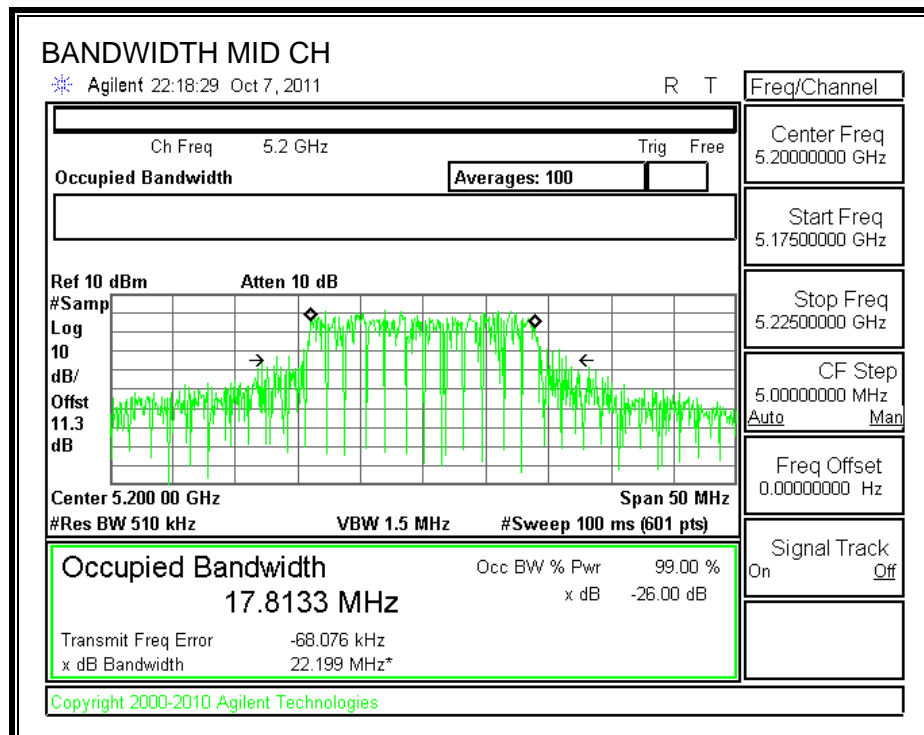 BANDWIDTH MID CH
Agilent 22:18:29 Oct 7, 2011 R T
Freq/Channel
Ch Freq 5.2 GHz Trig Free
Occupied Bandwidth Averages: 100
Center Freq
5.20000000 GHz
Start Freq
5.17500000 GHz
Stop Freq
5.22500000 GHz
CF Step
5.00000000 MHz
Auto Man
Freq Offset
0.00000000 Hz
Signal Track
On Off
Ref 10 dBm Atten 10 dB
#Samp
Log
10
dB/
Offst
11.3
dB
Center 5.200 00 GHz Span 50 MHz
#Res BW 510 kHz VBW 1.5 MHz #Sweep 100 ms (601 pts)
Occupied Bandwidth Occ BW % Pwr 99.00 %
17.8133 MHz x dB -26.00 dB
Transmit Freq Error -68.076 kHz
x dB Bandwidth 22.199 MHz*
Copyright 2000-2010 Agilent Technologies